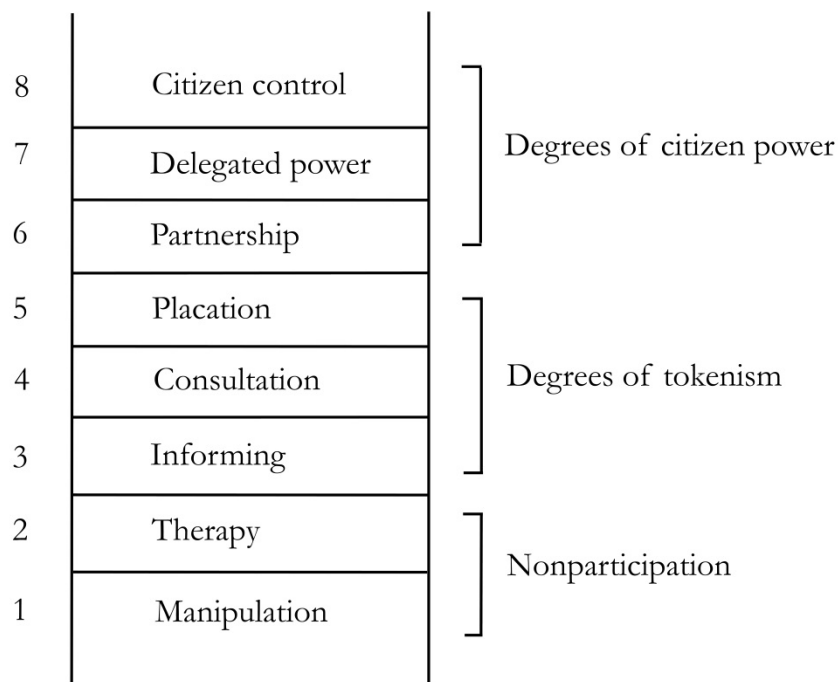 8 Citizen control
Degrees of citizen power
7 Delegated power
6 Partnership
5 Placation
4 Consultation
Degrees of tokenism
3 Informing
2 Therapy
Nonparticipation
1 Manipulation